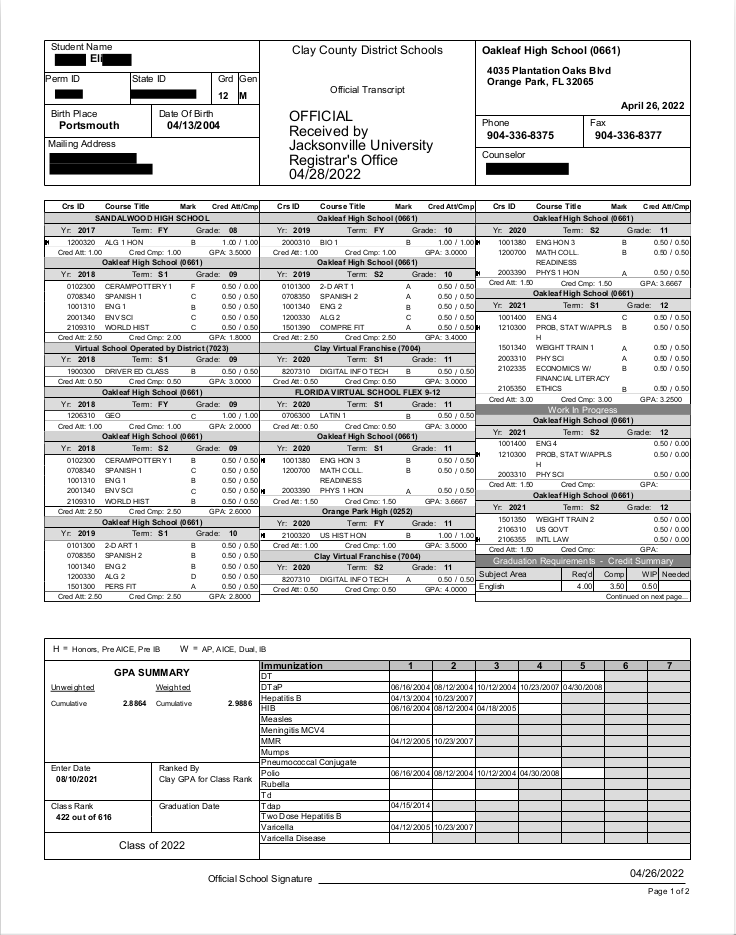 Student Name
Eli
Perm ID State ID Grd Gen
12 M
Birth Place Date Of Birth
Portsmouth 04/13/2004
Mailing Address
Clay County District Schools
Official Transcript
OFFICIAL
Received by
Jacksonville University
Registrar's Office
04/28/2022
Oakleaf High School (0661)
4035 Plantation Oaks Blvd
Orange Park, FL 32065
April 26, 2022
Phone Fax
904-336-8375 904-336-8377
Counselor
Crs ID Course Title Mark Cred Att/Cmp
SANDALWOOD HIGH SCHOOL
Yr: 2017 Term: FY Grade: 08
1200320 ALG 1 HON B 1.00 / 1.00
Cred Att: 1.00 Cred Cmp: 1.00 GPA: 3.5000
Oakleaf High School (0661)
Yr: 2018 Term: S1 Grade: 09
0102300 CERAM/POTTERY 1 F 0.50 / 0.00
0708340 SPANISH 1 C 0.50 / 0.50
1001310 ENG 1 B 0.50 / 0.50
2001340 ENV SCI C 0.50 / 0.50
2109310 WORLD HIST C 0.50 / 0.50
Cred Att: 2.50 Cred Cmp: 2.00 GPA: 1.8000
Virtual School Operated by District (7023)
Yr: 2018 Term: S1 Grade: 09
1900300 DRIVER ED CLASS B 0.50 / 0.50
Cred Att: 0.50 Cred Cmp: 0.50 GPA: 3.0000
Oakleaf High School (0661)
Yr: 2018 Term: FY Grade: 09
1206310 GEO C 1.00 / 1.00
Cred Att: 1.00 Cred Cmp: 1.00 GPA: 2.0000
Oakleaf High School (0661)
Yr: 2018 Term: S2 Grade: 09
0102300 CERAM/POTTERY 1 B 0.50 / 0.50
0708340 SPANISH 1 C 0.50 / 0.50
1001310 ENG 1 B 0.50 / 0.50
2001340 ENV SCI C 0.50 / 0.50
2109310 WORLD HIST B 0.50 / 0.50
Cred Att: 2.50 Cred Cmp: 2.50 GPA: 2.6000
Oakleaf High School (0661)
Yr: 2019 Term: S1 Grade: 10
0101300 2-D ART 1 B 0.50 / 0.50
0708350 SPANISH 2 B 0.50 / 0.50
1001340 ENG 2 B 0.50 / 0.50
1200330 ALG 2 D 0.50 / 0.50
1501300 PERS FIT A 0.50 / 0.50
Cred Att: 2.50 Cred Cmp: 2.50 GPA: 2.8000
Crs ID Course Title Mark Cred Att/Cmp
Oakleaf High School (0661)
Yr: 2019 Term: FY Grade: 10
2000310 BIO 1 B 1.00 / 1.00
Cred Att: 1.00 Cred Cmp: 1.00 GPA: 3.0000
Oakleaf High School (0661)
Yr: 2019 Term: S2 Grade: 10
0101300 2-D ART 1 A 0.50 / 0.50
0708350 SPANISH 2 A 0.50 / 0.50
1001340 ENG 2 B 0.50 / 0.50
1200330 ALG 2 C 0.50 / 0.50
1501390 COMPRE FIT A 0.50 / 0.50
Cred Att: 2.50 Cred Cmp: 2.50 GPA: 3.4000
Clay Virtual Franchise (7004)
Yr: 2020 Term: S1 Grade: 11
8207310 DIGITAL INFO TECH B 0.50 / 0.50
Cred Att: 0.50 Cred Cmp: 0.50 GPA: 3.0000
FLORIDA VIRTUAL SCHOOL FLEX 9-12
Yr: 2020 Term: S1 Grade: 11
0706300 LATIN 1 B 0.50 / 0.50
Cred Att: 0.50 Cred Cmp: 0.50 GPA: 3.0000
Oakleaf High School (0661)
Yr: 2020 Term: S1 Grade: 11
1001380 ENG HON 3 B 0.50 / 0.50
1200700 MATH COLL. B 0.50 / 0.50
READINESS
2003390 PHYS 1 HON A 0.50 / 0.50
Cred Att: 1.50 Cred Cmp: 1.50 GPA: 3.6667
Orange Park High (0252)
Yr: 2020 Term: FY Grade: 11
2100320 US HIST HON B 1.00 / 1.00
Cred Att: 1.00 Cred Cmp: 1.00 GPA: 3.5000
Clay Virtual Franchise (7004)
Yr: 2020 Term: S2 Grade: 11
8207310 DIGITAL INFO TECH A 0.50 / 0.50
Cred Att: 0.50 Cred Cmp: 0.50 GPA: 4.0000
Crs ID Course Title Mark Cred Att/Cmp
Oakleaf High School (0661)
Yr: 2020 Term: S2 Grade: 11
1001380 ENG HON 3 B 0.50 / 0.50
1200700 MATH COLL. B 0.50 / 0.50
READINESS
2003390 PHYS 1 HON A 0.50 / 0.50
Cred Att: 1.50 Cred Cmp: 1.50 GPA: 3.6667
Oakleaf High School (0661)
Yr: 2021 Term: S1 Grade: 12
1001400 ENG 4 C 0.50 / 0.50
1210300 PROB, STAT W/APPLS B 0.50 / 0.50
H
1501340 WEIGHT TRAIN 1 A 0.50 / 0.50
2003310 PHY SCI A 0.50 / 0.50
2102335 ECONOMICS W/ B 0.50 / 0.50
FINANCIAL LITERACY
2105350 ETHICS B 0.50 / 0.50
Cred Att: 3.00 Cred Cmp: 3.00 GPA: 3.2500
Work In Progress
Oakleaf High School (0661)
Yr: 2021 Term: S2 Grade: 12
1001400 ENG 4 0.50 / 0.00
1210300 PROB, STAT W/APPLS 0.50 / 0.00
H
2003310 PHY SCI 0.50 / 0.00
Cred Att: 1.50 Cred Cmp: GPA:
Oakleaf High School (0661)
Yr: 2021 Term: S2 Grade: 12
1501350 WEIGHT TRAIN 2 0.50 / 0.00
2106310 US GOVT 0.50 / 0.00
2106355 INTL LAW 0.50 / 0.00
Cred Att: 1.50 Cred Cmp: GPA:
Graduation Requirements - Credit Summary
Subject Area Req'd Comp WIP Needed
English 4.00 3.50 0.50
Continued on next page...
H = Honors, Pre AICE, Pre IB W = AP, AICE, Dual, IB
GPA SUMMARY
Unweighted Weighted
Cumulative 2.8864 Cumulative 2.9886
Enter Date Ranked By
08/10/2021 Clay GPA for Class Rank
Class Rank Graduation Date
422 out of 616
Class of 2022
Immunization 1 2 3 4 5 6 7
DT
DTaP 06/16/2004 08/12/2004 10/12/2004 10/23/2007 04/30/2008
Hepatitis B 04/13/2004 10/23/2007
HIB 06/16/2004 08/12/2004 04/18/2005
Measles
Meningitis MCV4
MMR 04/12/2005 10/23/2007
Mumps
Pneumococcal Conjugate
Polio 06/16/2004 08/12/2004 10/12/2004 04/30/2008
Rubella
Td
Tdap 04/15/2014
Two Dose Hepatitis B
Varicella 04/12/2005 10/23/2007
Varicella Disease
Official School Signature 04/26/2022
Page 1 of 2